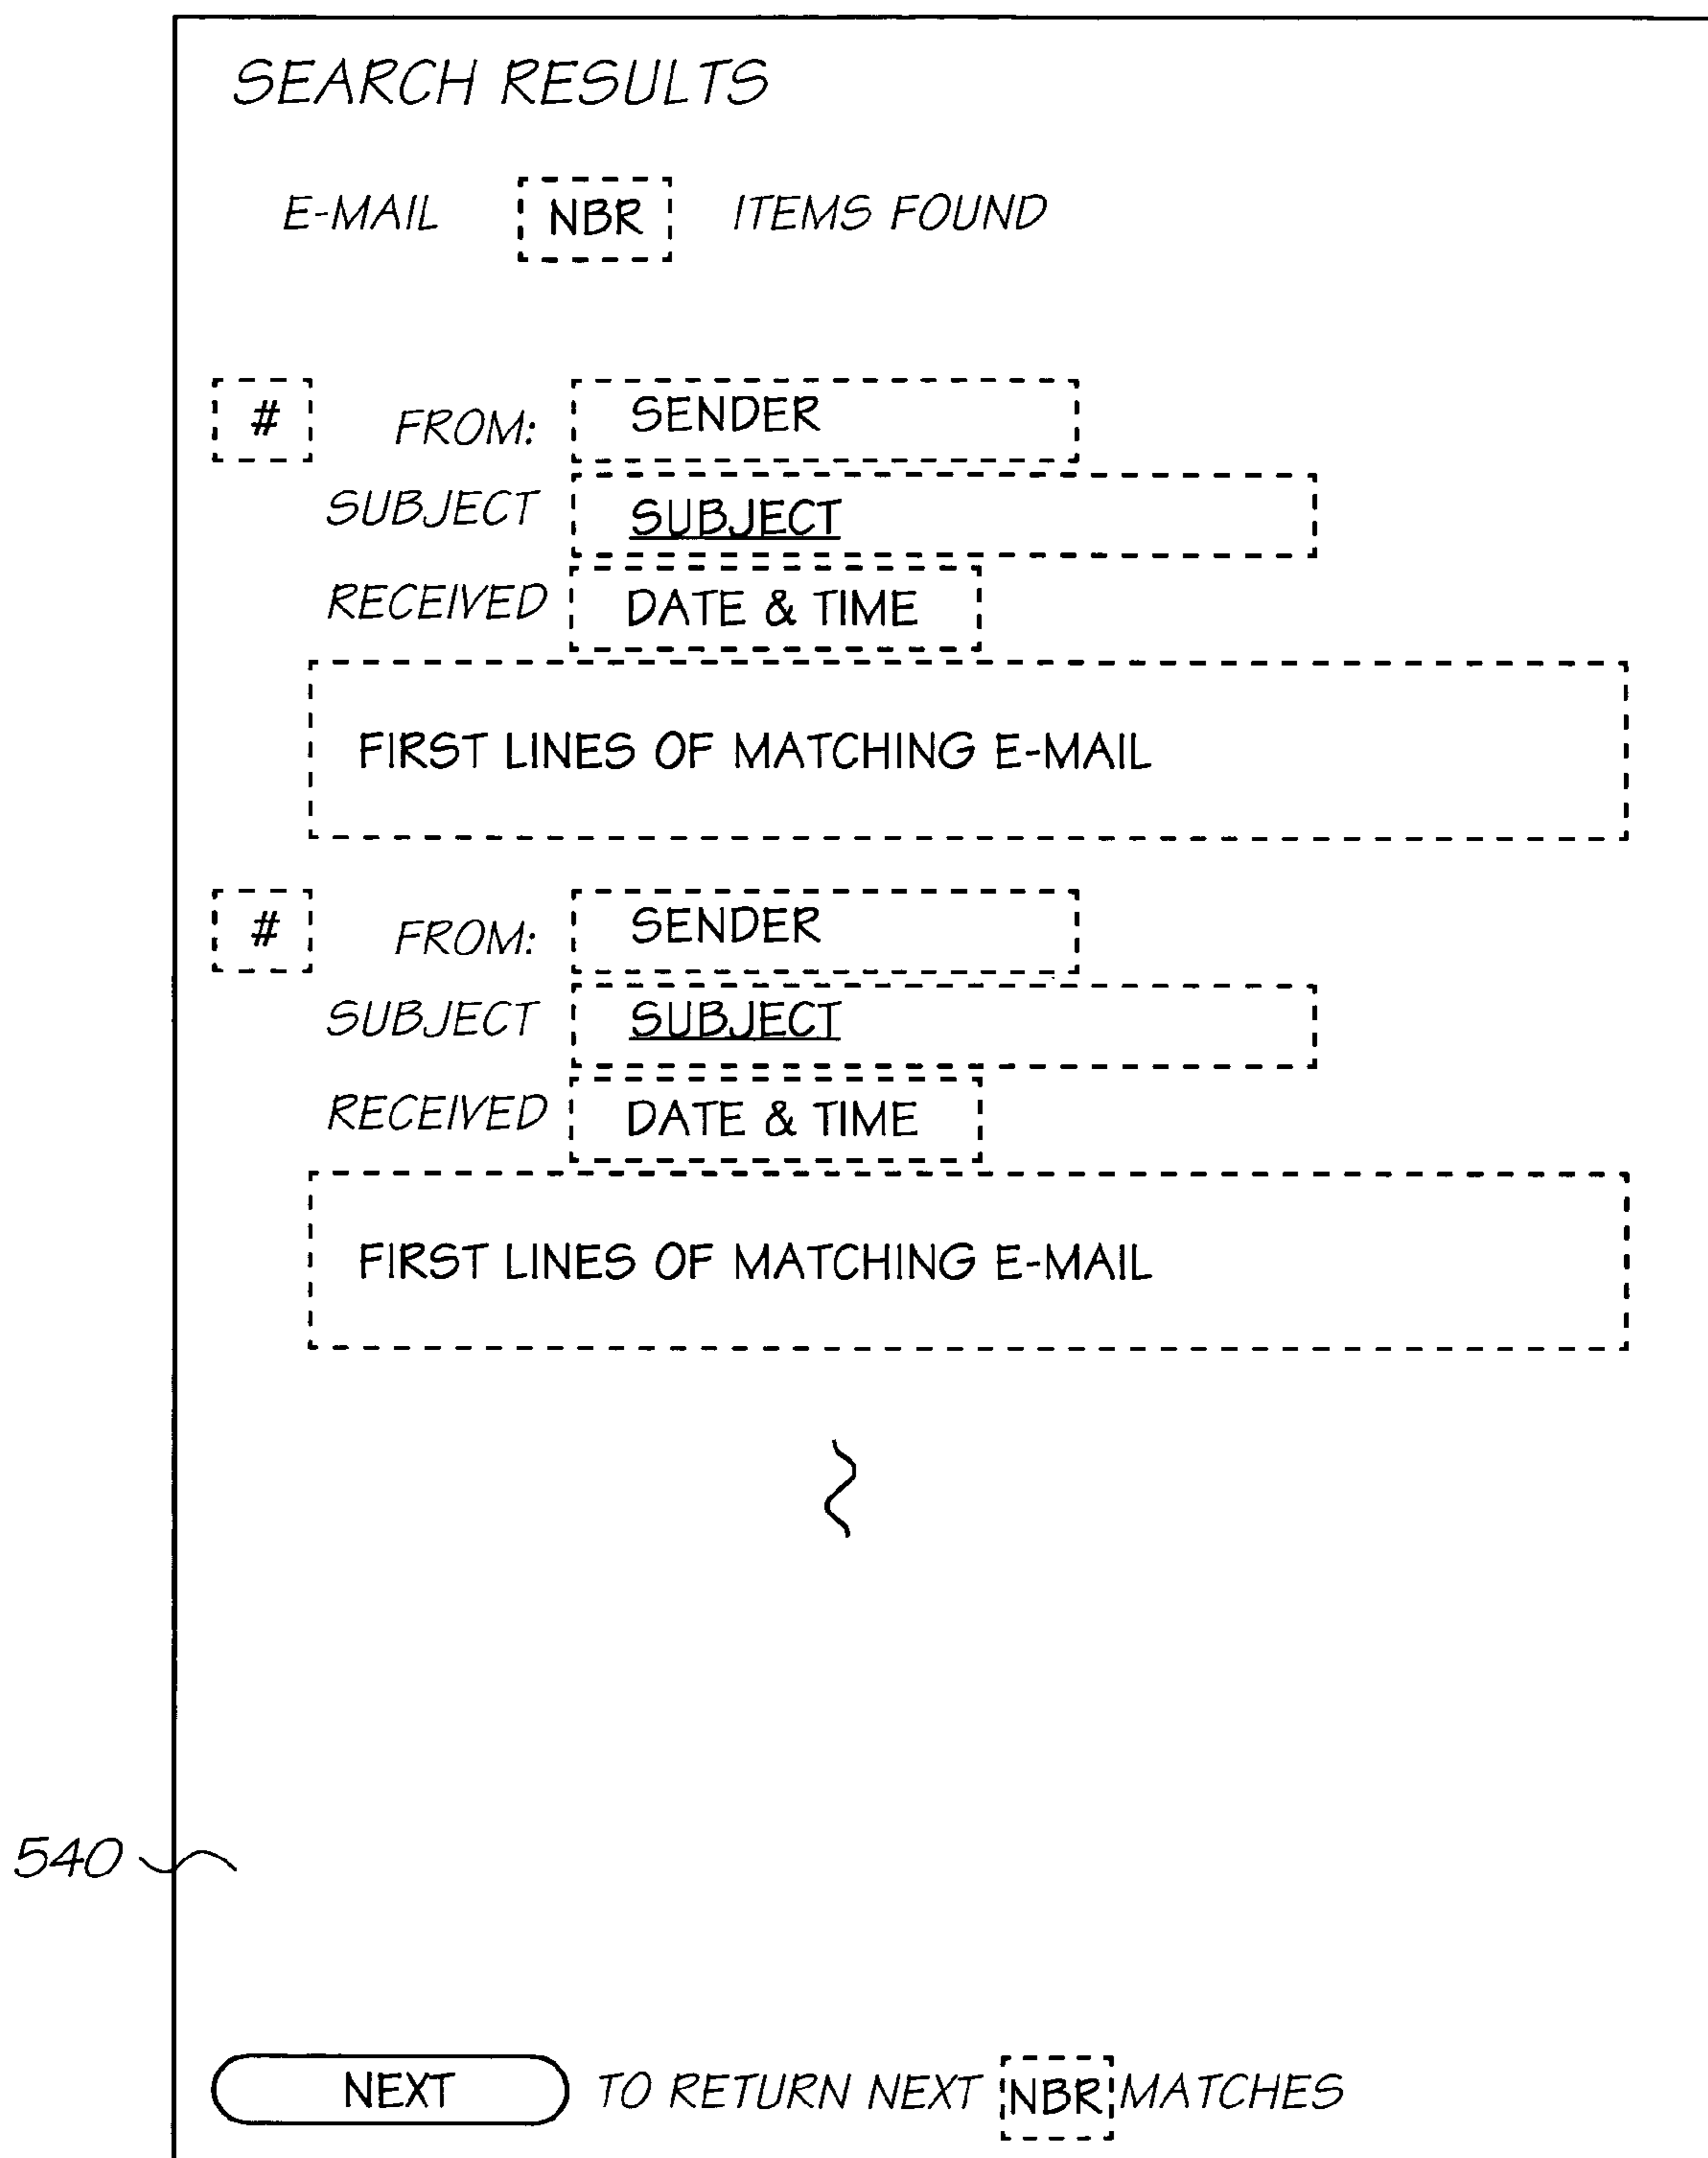 SEARCH RESULTS
E-MAIL NBR ITEMS FOUND
# FROM: SENDER
SUBJECT SUBJECT
RECEIVED DATE & TIME
FIRST LINES OF MATCHING E-MAIL
# FROM: SENDER
SUBJECT SUBJECT
RECEIVED DATE & TIME
FIRST LINES OF MATCHING E-MAIL
540
NEXT TO RETURN NEXT NBR MATCHES